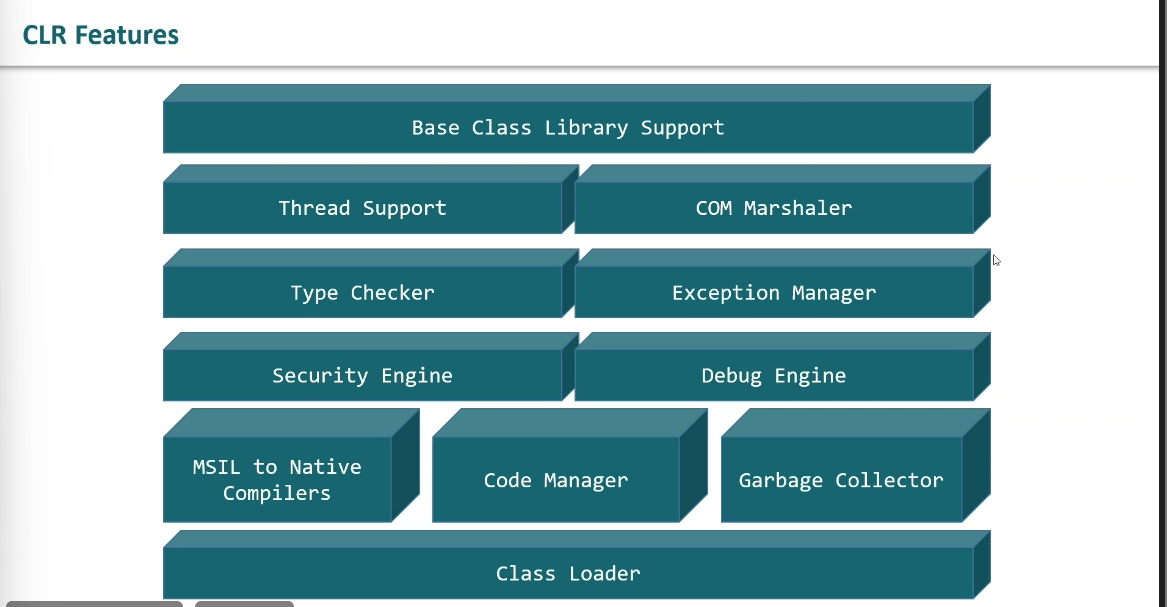 CLR Features
Base Class Library Support
Thread Support
COM Marshaler
Type Checker
Exception Manager
Security Engine
Debug Engine
MSIL to Native
Compilers
Code Manager
Garbage Collector
Class Loader